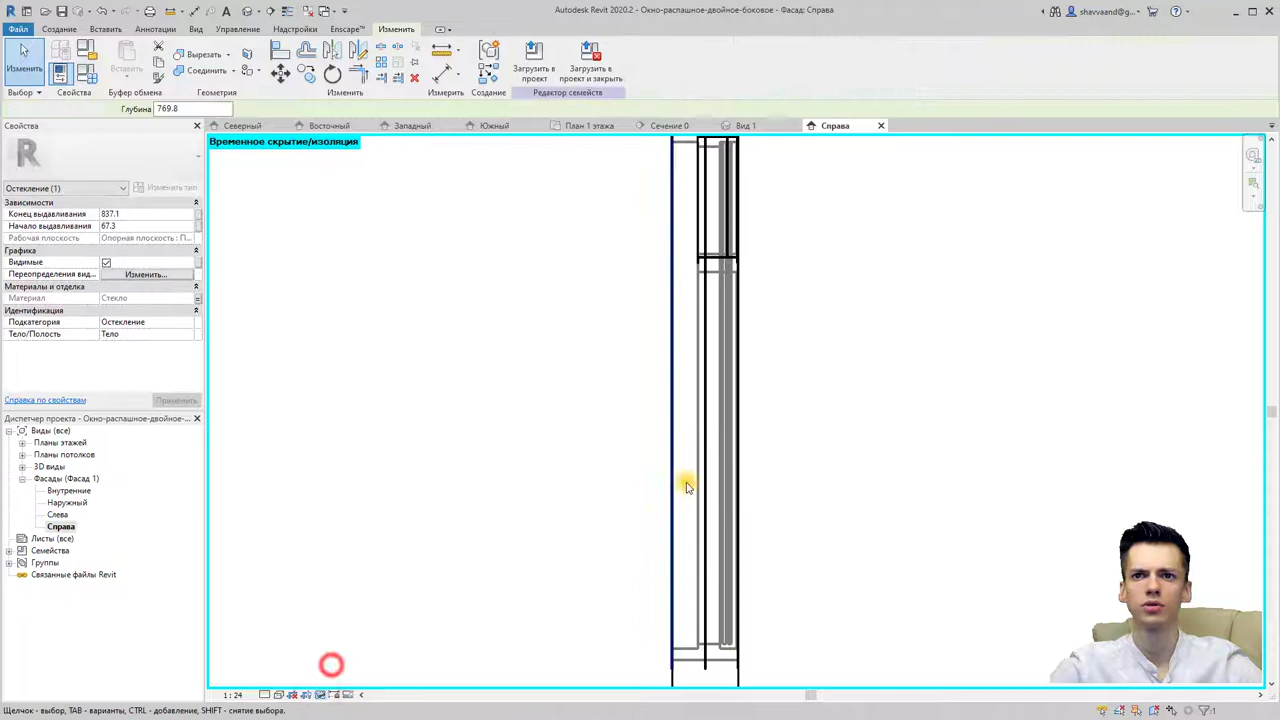 Autodesk Revit 2020.2 - Окно-распашное-двойное-боковое - Фасад: Справа
shavvaand@g...
Файл Создание Вставить Аннотации Вид Управление Надстройки Enscape™ Изменить
Изменить Вставить Вырезать Соединить Загрузить в проект Загрузить в проект и закрыть
Выбор Свойства Буфер обмена Геометрия Изменить Измерить Создание Редактор семейств
Глубина 769.8
Свойства Северный Восточный Западный Южный План 1 этажа Сечение 0 Вид 1 Справа
Временное скрытие/изоляция
Остекление (1) Изменить тип
Зависимости
Конец выдавливания 837.1
Начало выдавливания 67.3
Рабочая плоскость Опорная плоскость : П...
Графика
Видимые
Переопределения вид... Изменить...
Материалы и отделка
Материал Стекло
Идентификация
Подкатегория Остекление
Тело/Полость Тело
Справка по свойствам Применить
Диспетчер проекта - Окно-распашное-двойное-...
Виды (все)
Планы этажей
Планы потолков
3D виды
Фасады (Фасад 1)
Внутренние
Наружный
Слева
Справа
Листы (все)
Семейства
Группы
Связанные файлы Revit
1 : 24
Щелчок - выбор, TAB - варианты, CTRL - добавление, SHIFT - снятие выбора.
:1